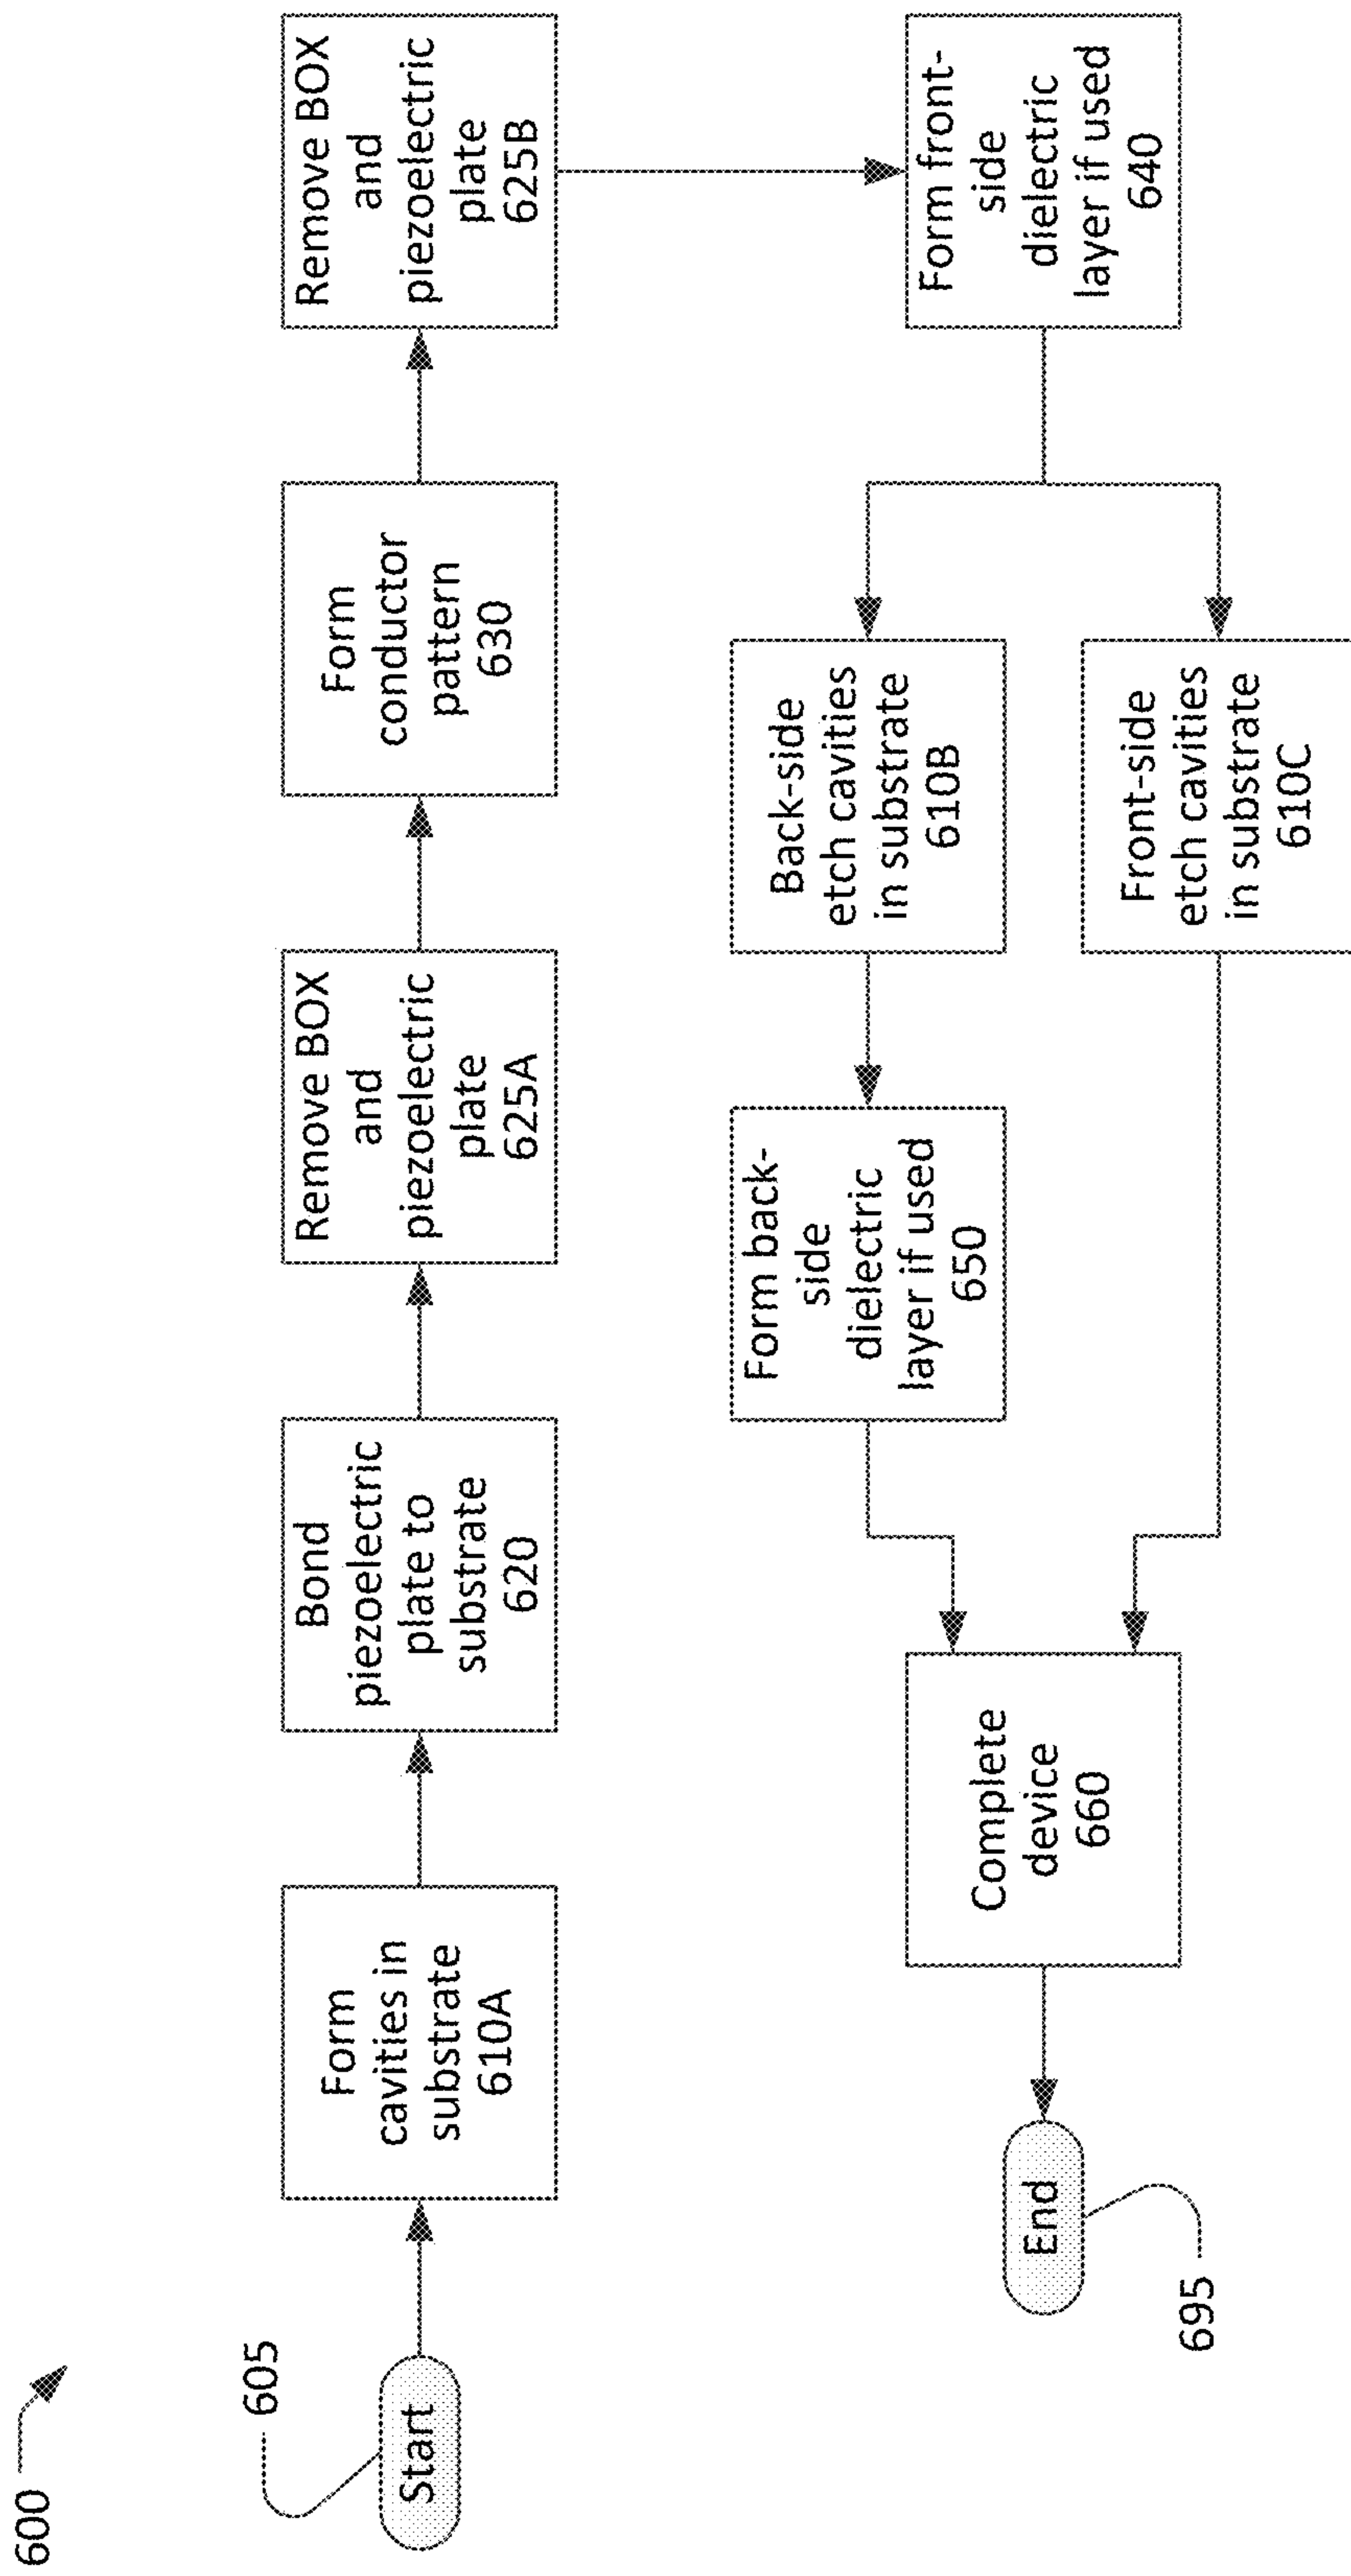 600
605
Start
Form
cavities in
substrate
610A
Bond
piezoelectric
plate to
substrate
620
Remove BOX
and
piezoelectric
plate
625A
Form
conductor
pattern
630
Remove BOX
and
piezoelectric
plate
625B
Form front-
side
dielectric
layer if used
640
Back-side
etch cavities
in substrate
610B
Front-side
etch cavities
in substrate
610C
Form back-
side
dielectric
layer if used
650
Complete
device
660
End
695